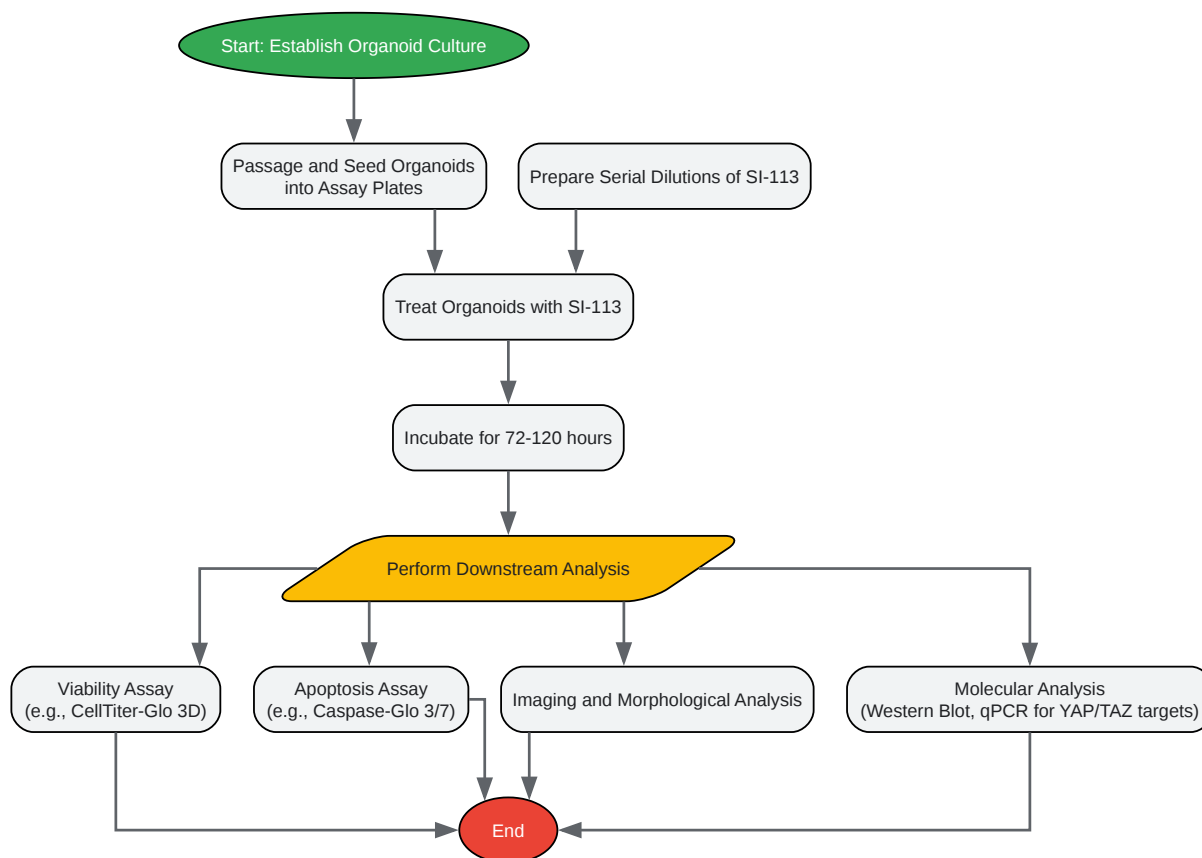 Start: Establish Organoid Culture
Passage and Seed Organoids
into Assay Plates
Prepare Serial Dilutions of SI-113
Treat Organoids with SI-113
Incubate for 72-120 hours
Perform Downstream Analysis
Viability Assay
(e.g., CellTiter-Glo 3D)
Apoptosis Assay
(e.g., Caspase-Glo 3/7)
Imaging and Morphological Analysis
Molecular Analysis
(Western Blot, qPCR for YAP/TAZ targets)
End